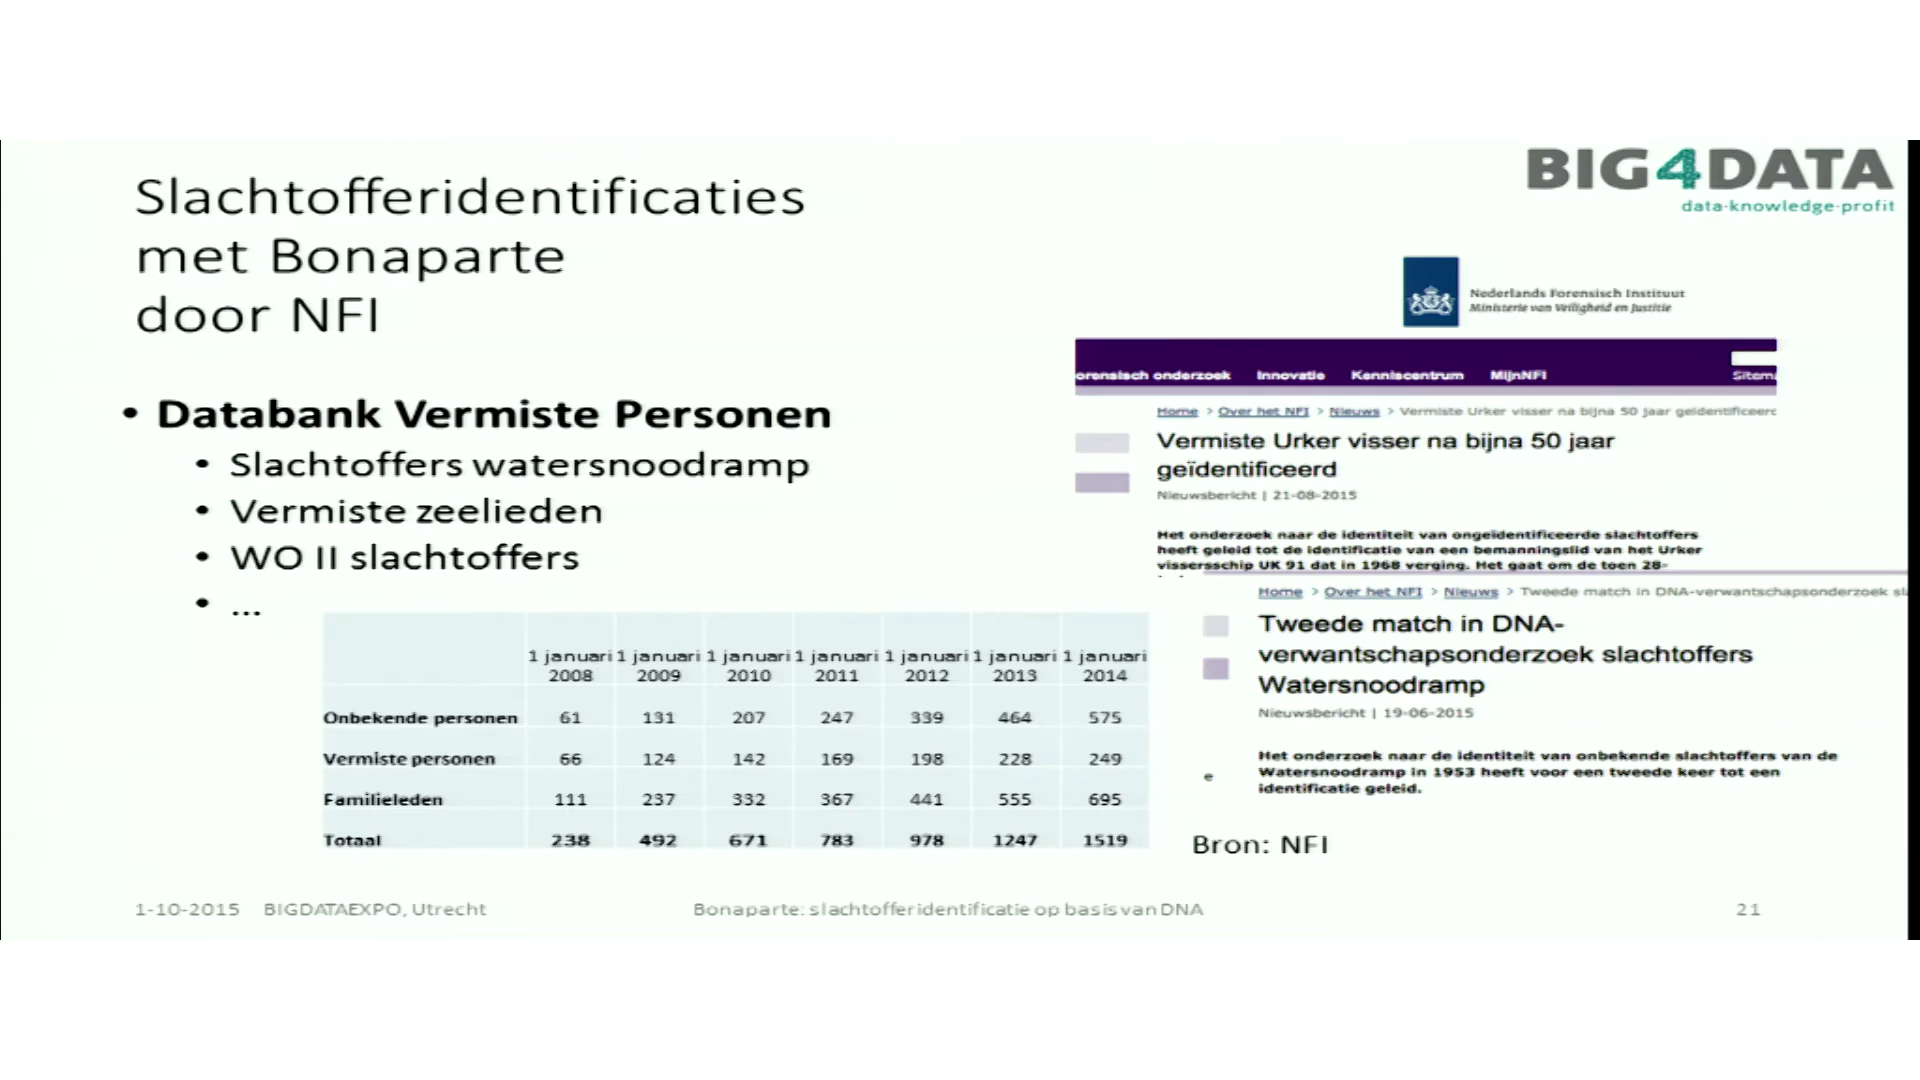 BIG4DATA
data-knowledge-profit
Slachtofferidentificaties
met Bonaparte
door NFI
• Databank Vermiste Personen
• Slachtoffers watersnoodramp
• Vermiste zeelieden
• WO II slachtoffers
• ...
1 januari 1 januari 1 januari 1 januari 1 januari 1 januari 1 januari
2008 2009 2010 2011 2012 2013 2014
Onbekende personen 61 131 207 247 339 464 575
Vermiste personen 66 124 142 169 198 228 249
Familieleden 111 237 332 367 441 555 695
Totaal 238 492 671 783 978 1247 1519
Nederlands Forensisch Instituut
Ministerie van Veiligheid en Justitie
orensisch onderzoek Innovatie Kenniscentrum MijnNFI Sitema
Home > Over het NFI > Nieuws > Vermiste Urker visser na bijna 50 jaar geïdentificeerd
Vermiste Urker visser na bijna 50 jaar
geïdentificeerd
Nieuwsbericht | 21-08-2015
Het onderzoek naar de identiteit van ongeïdentificeerde slachtoffers
heeft geleid tot de identificatie van een bemanningslid van het Urker
vissersschip UK 91 dat in 1968 verging. Het gaat om de toen 28-
Home > Over het NFI > Nieuws > Tweede match in DNA-verwantschapsonderzoek sl
Tweede match in DNA-
verwantschapsonderzoek slachtoffers
Watersnoodramp
Nieuwsbericht | 19-06-2015
Het onderzoek naar de identiteit van onbekende slachtoffers van de
e Watersnoodramp in 1953 heeft voor een tweede keer tot een
identificatie geleid.
Bron: NFI
1-10-2015 BIGDATAEXPO, Utrecht Bonaparte: slachtofferidentificatie op basis van DNA 21